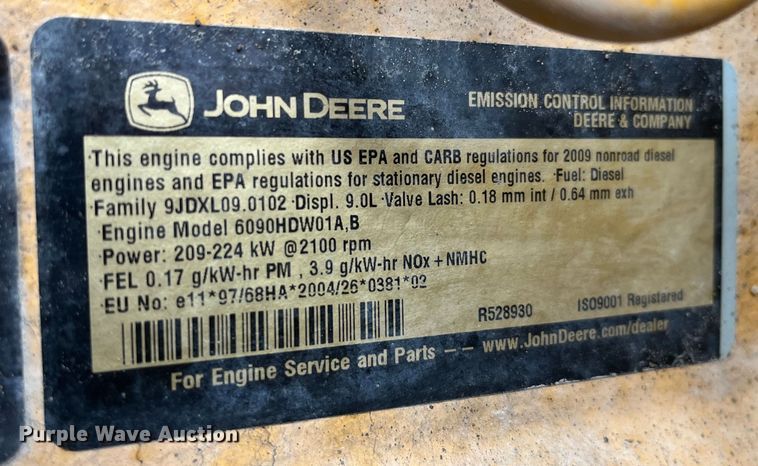 JOHN DEERE
EMISSION CONTROL INFORMATION
DEERE & COMPANY
·This engine complies with US EPA and CARB regulations for 2009 nonroad diesel
engines and EPA regulations for stationary diesel engines. ·Fuel: Diesel
·Family 9JDXL09.0102 ·Displ. 9.0L ·Valve Lash: 0.18 mm int / 0.64 mm exh
·Engine Model 6090HDW01A,B
·Power: 209-224 kW @2100 rpm
·FEL 0.17 g/kW-hr PM , 3.9 g/kW-hr NOx + NMHC
·EU No: e11*97/68HA*2004/26*0381*02
R528930
ISO9001 Registered
For Engine Service and Parts – – www.JohnDeere.com/dealer
Purple Wave Auction